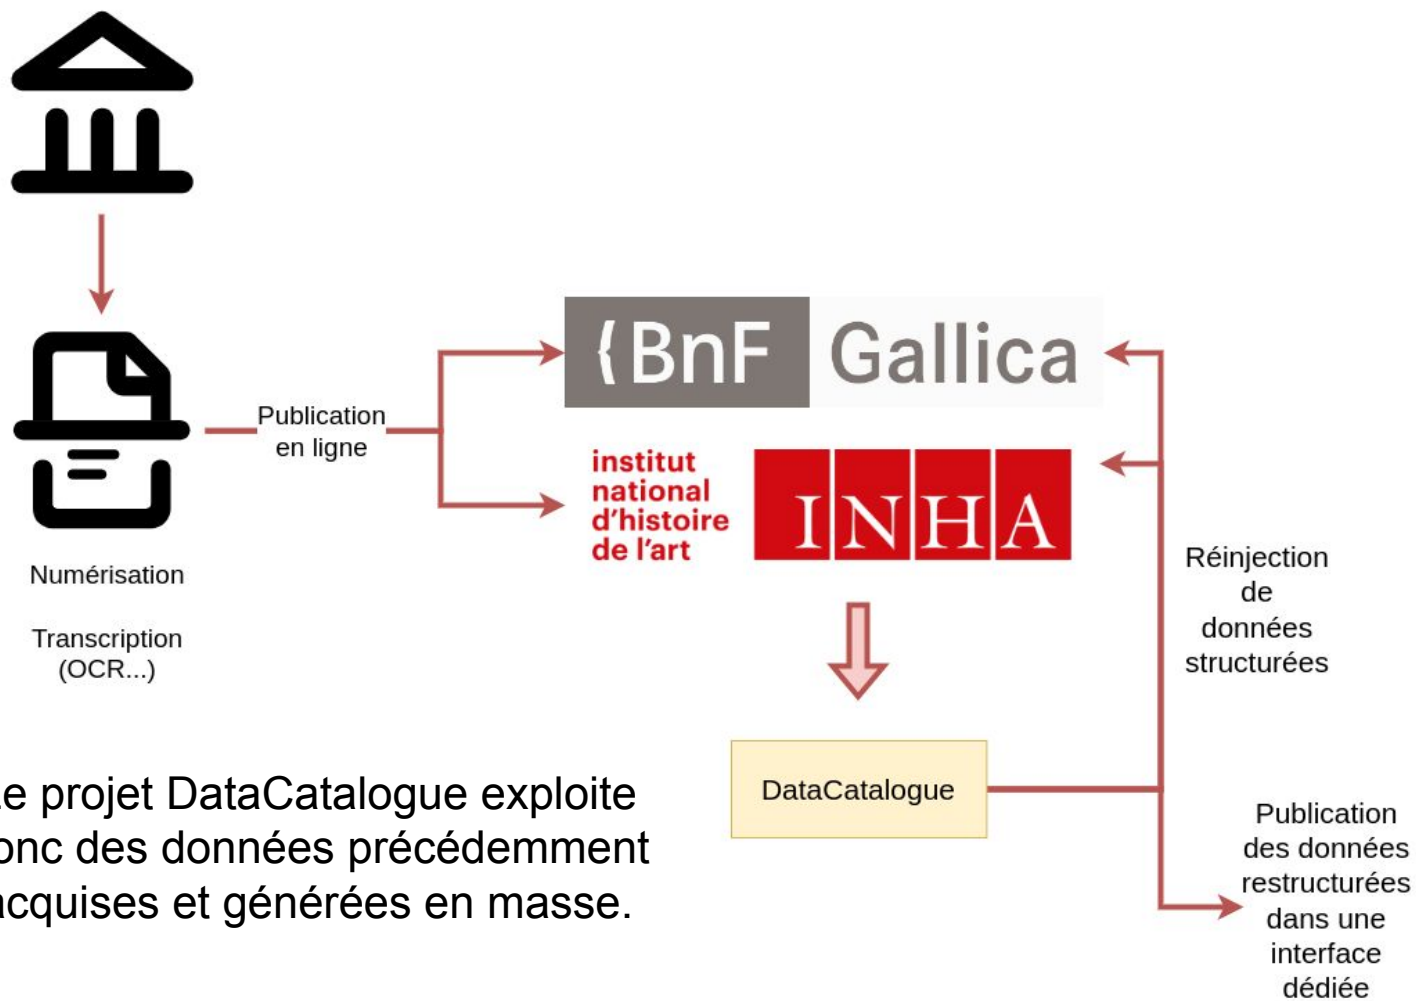 {BnF Gallica
Publication
en ligne
institut
national
d'histoire
de l'art
INHA
Numérisation
Transcription
(OCR...)
Réinjection
de
données
structurées
DataCatalogue
e projet DataCatalogue exploite
onc des données précédemment
acquises et générées en masse.
Publication
des données
restructurées
dans une
interface
dédiée